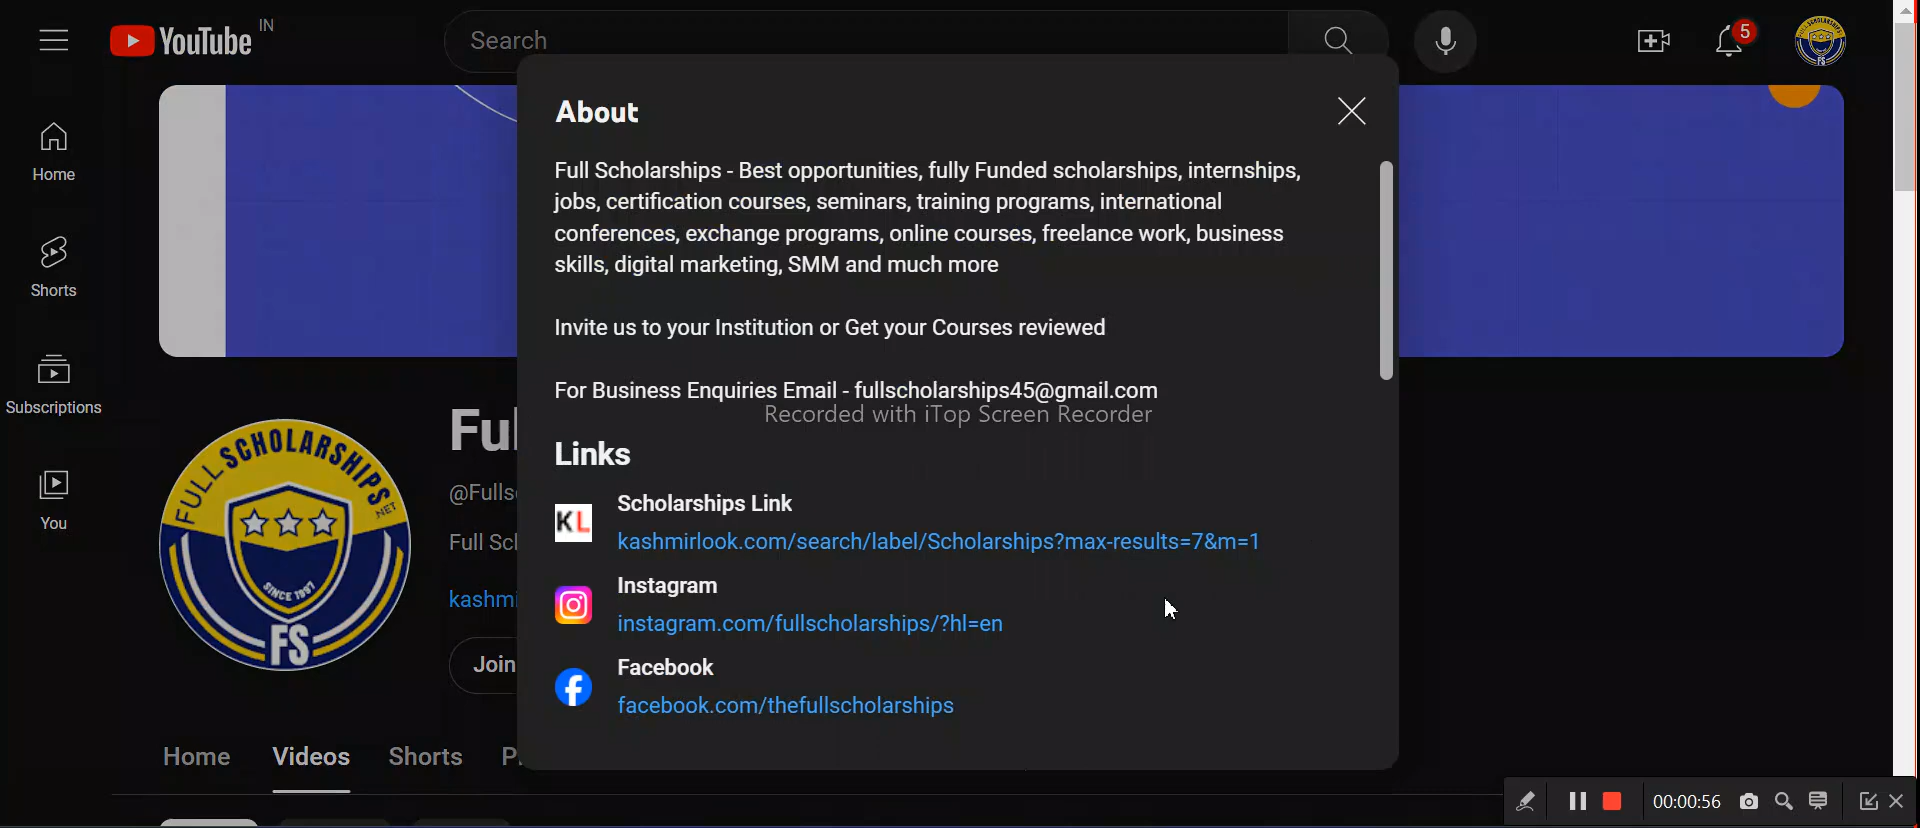 YouTube IN
Search
5
Home
Shorts
Subscriptions
You
About
Full Scholarships - Best opportunities, fully Funded scholarships, internships,
jobs, certification courses, seminars, training programs, international
conferences, exchange programs, online courses, freelance work, business
skills, digital marketing, SMM and much more
Invite us to your Institution or Get your Courses reviewed
For Business Enquiries Email - fullscholarships45@gmail.com
Recorded with iTop Screen Recorder
Links
Scholarships Link
KL
kashmirlook.com/search/label/Scholarships?max-results=7&m=1
Instagram
instagram.com/fullscholarships/?hl=en
Facebook
facebook.com/thefullscholarships
FULL SCHOLARSHIPS .NET
SINCE 1997
FS
Ful
@Fulls
Full Scl
kashmi
Join
Home Videos Shorts P
00:00:56